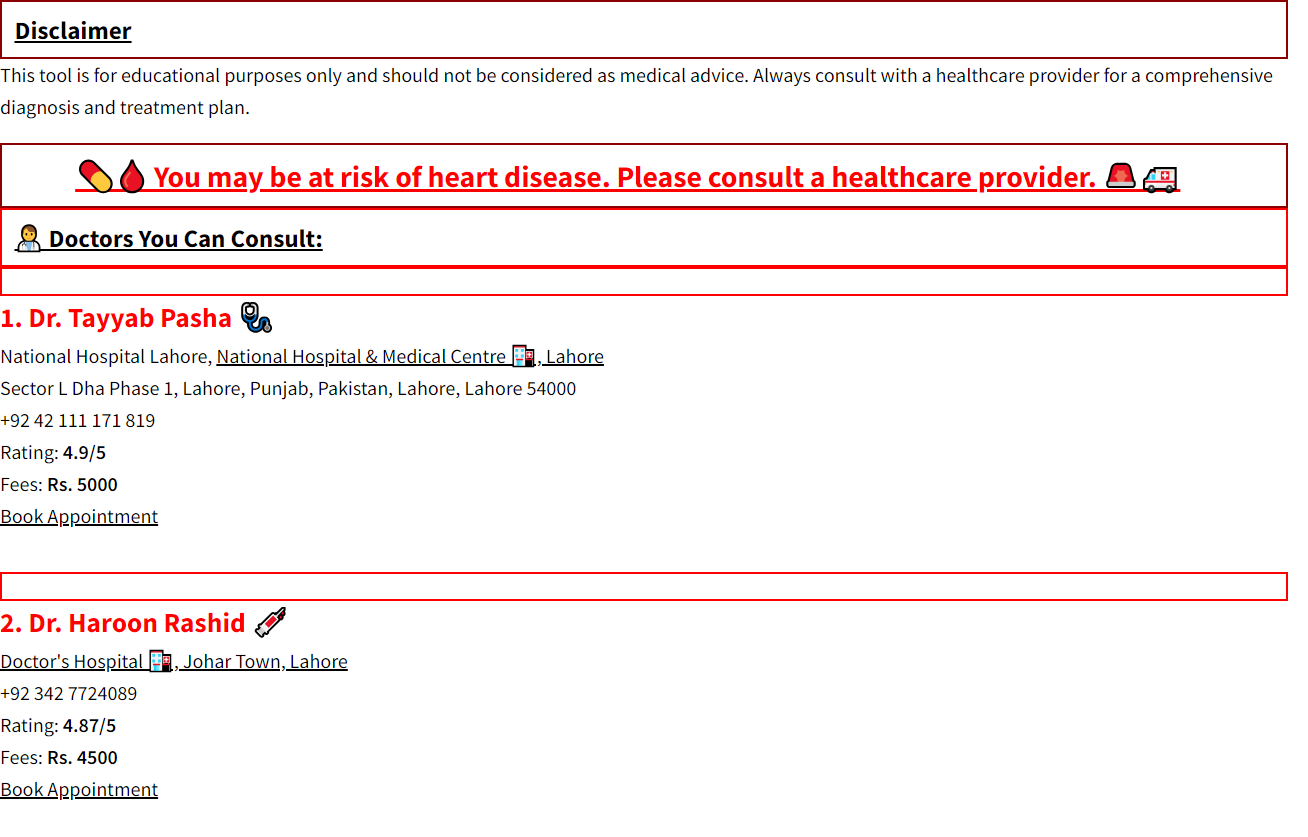 Disclaimer
This tool is for educational purposes only and should not be considered as medical advice. Always consult with a healthcare provider for a comprehensive
diagnosis and treatment plan.
💊🩸 You may be at risk of heart disease. Please consult a healthcare provider. 🚨🚑
👨‍⚕️ Doctors You Can Consult:
1. Dr. Tayyab Pasha 🩺
National Hospital Lahore, National Hospital & Medical Centre 🏥, Lahore
Sector L Dha Phase 1, Lahore, Punjab, Pakistan, Lahore, Lahore 54000
+92 42 111 171 819
Rating: 4.9/5
Fees: Rs. 5000
Book Appointment
2. Dr. Haroon Rashid 💉
Doctor's Hospital 🏥, Johar Town, Lahore
+92 342 7724089
Rating: 4.87/5
Fees: Rs. 4500
Book Appointment